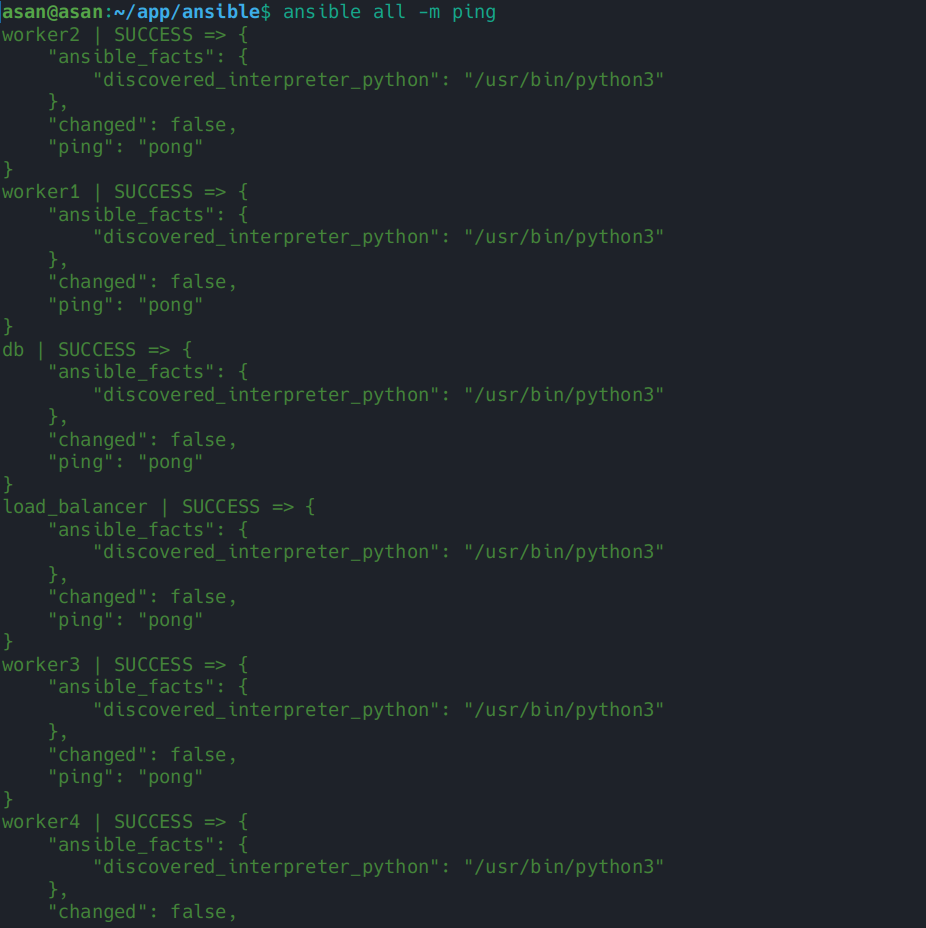 asan@asan:~/app/ansible$ ansible all -m ping
worker2 | SUCCESS => {
    "ansible_facts": {
        "discovered_interpreter_python": "/usr/bin/python3"
    },
    "changed": false,
    "ping": "pong"
}
worker1 | SUCCESS => {
    "ansible_facts": {
        "discovered_interpreter_python": "/usr/bin/python3"
    },
    "changed": false,
    "ping": "pong"
}
db | SUCCESS => {
    "ansible_facts": {
        "discovered_interpreter_python": "/usr/bin/python3"
    },
    "changed": false,
    "ping": "pong"
}
load_balancer | SUCCESS => {
    "ansible_facts": {
        "discovered_interpreter_python": "/usr/bin/python3"
    },
    "changed": false,
    "ping": "pong"
}
worker3 | SUCCESS => {
    "ansible_facts": {
        "discovered_interpreter_python": "/usr/bin/python3"
    },
    "changed": false,
    "ping": "pong"
}
worker4 | SUCCESS => {
    "ansible_facts": {
        "discovered_interpreter_python": "/usr/bin/python3"
    },
    "changed": false,